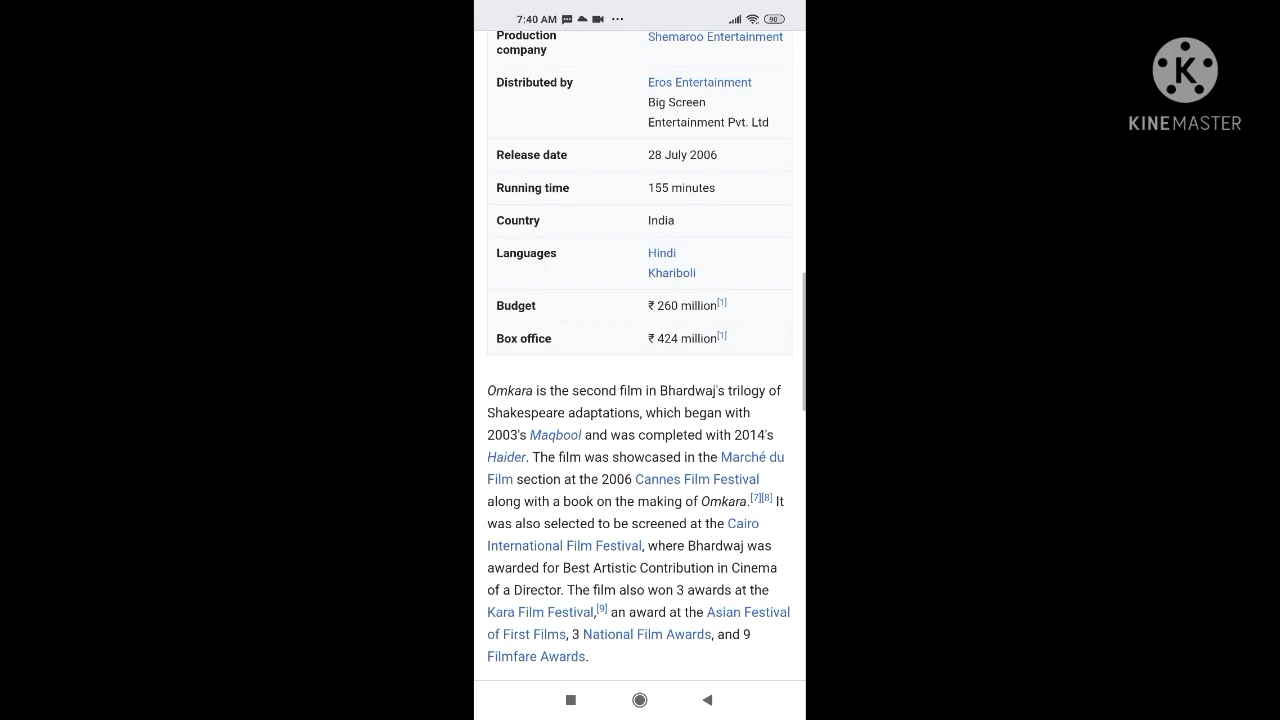 7:40 AM
90
Production
company
Shemaroo Entertainment
Distributed by
Eros Entertainment
Big Screen
Entertainment Pvt. Ltd
Release date
28 July 2006
Running time
155 minutes
Country
India
Languages
Hindi
Khariboli
Budget
₹ 260 million[1]
Box office
₹ 424 million[1]
Omkara is the second film in Bhardwaj's trilogy of
Shakespeare adaptations, which began with
2003's Maqbool and was completed with 2014's
Haider. The film was showcased in the Marché du
Film section at the 2006 Cannes Film Festival
along with a book on the making of Omkara.[7][8] It
was also selected to be screened at the Cairo
International Film Festival, where Bhardwaj was
awarded for Best Artistic Contribution in Cinema
of a Director. The film also won 3 awards at the
Kara Film Festival,[9] an award at the Asian Festival
of First Films, 3 National Film Awards, and 9
Filmfare Awards.
K
KINEMASTER